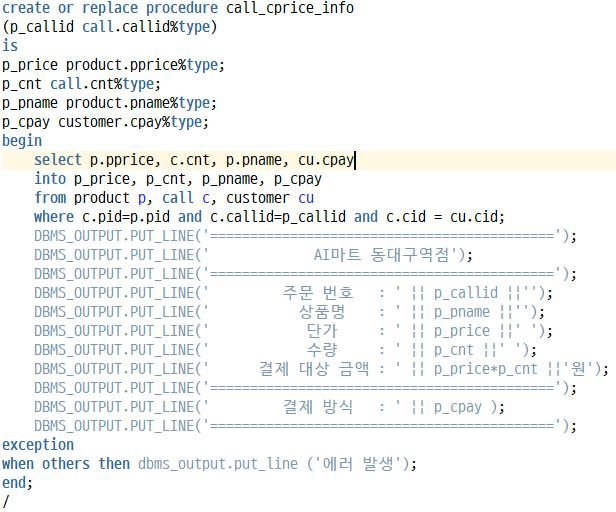 create or replace procedure call_cprice_info
(p_callid call.callid%type)
is
p_price product.pprice%type;
p_cnt call.cnt%type;
p_pname product.pname%type;
p_cpay customer.cpay%type;
begin
    select p.pprice, c.cnt, p.pname, cu.cpay
    into p_price, p_cnt, p_pname, p_cpay
    from product p, call c, customer cu
    where c.pid=p.pid and c.callid=p_callid and c.cid = cu.cid;
    DBMS_OUTPUT.PUT_LINE('===========================================');
    DBMS_OUTPUT.PUT_LINE('             AI마트 동대구역점');
    DBMS_OUTPUT.PUT_LINE('===========================================');
    DBMS_OUTPUT.PUT_LINE('         주문 번호   : ' || p_callid ||'');
    DBMS_OUTPUT.PUT_LINE('           상품명    : ' || p_pname ||'');
    DBMS_OUTPUT.PUT_LINE('            단가     : ' || p_price ||' ');
    DBMS_OUTPUT.PUT_LINE('            수량     : ' || p_cnt ||' ');
    DBMS_OUTPUT.PUT_LINE('      결제 대상 금액 : ' || p_price*p_cnt ||'원');
    DBMS_OUTPUT.PUT_LINE('===========================================');
    DBMS_OUTPUT.PUT_LINE('         결제 방식   : ' || p_cpay );
    DBMS_OUTPUT.PUT_LINE('===========================================');
exception
when others then dbms_output.put_line ('에러 발생');
end;
/